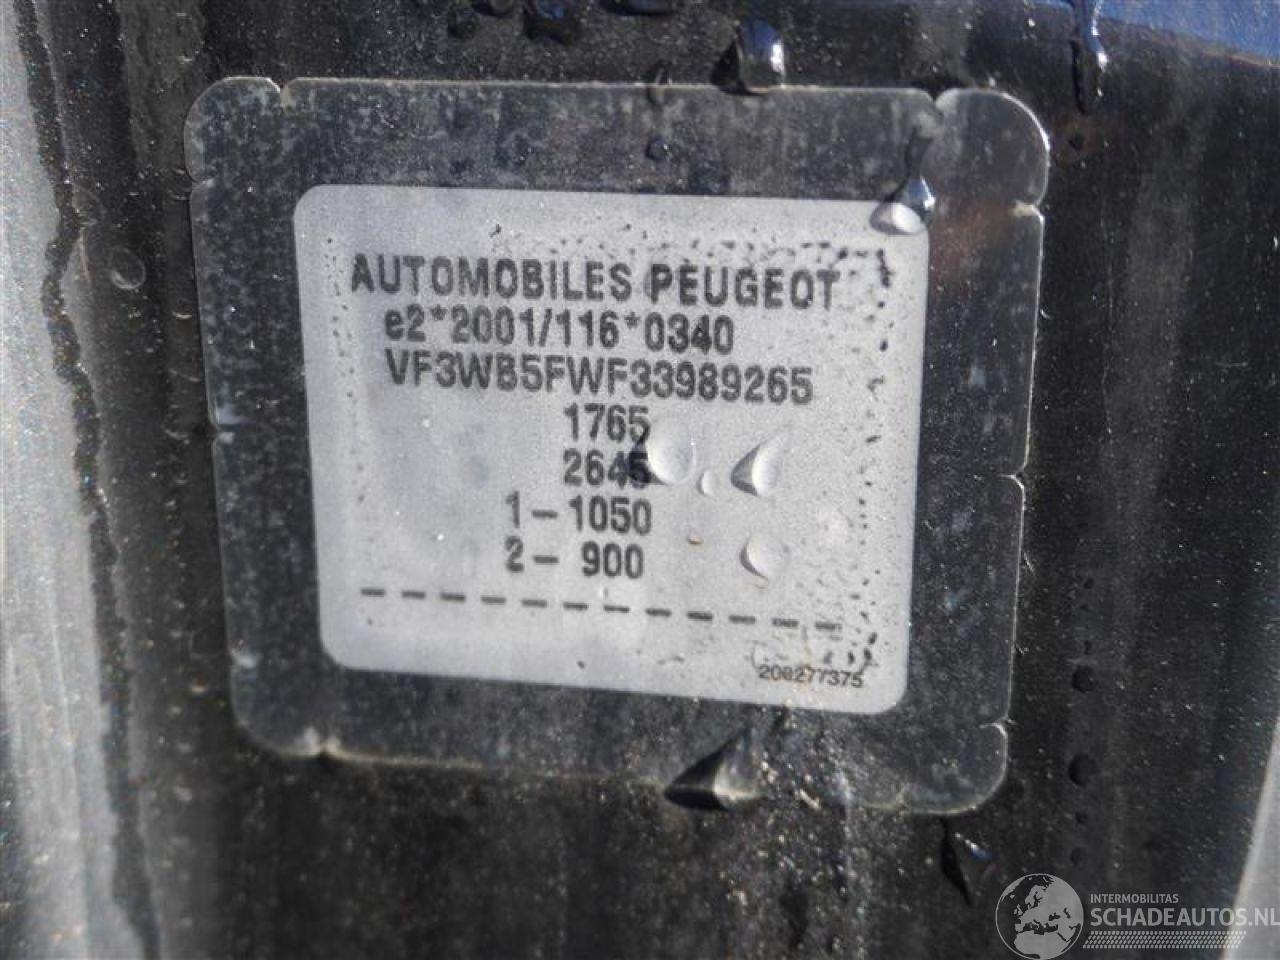 AUTOMOBILES PEUGEOT
e2*2001/116*0340
VF3WB5FWF33989265
1765
2645
1-1050
2- 900
208277375
INTERMOBILITAS
SCHADEAUTOS.NL